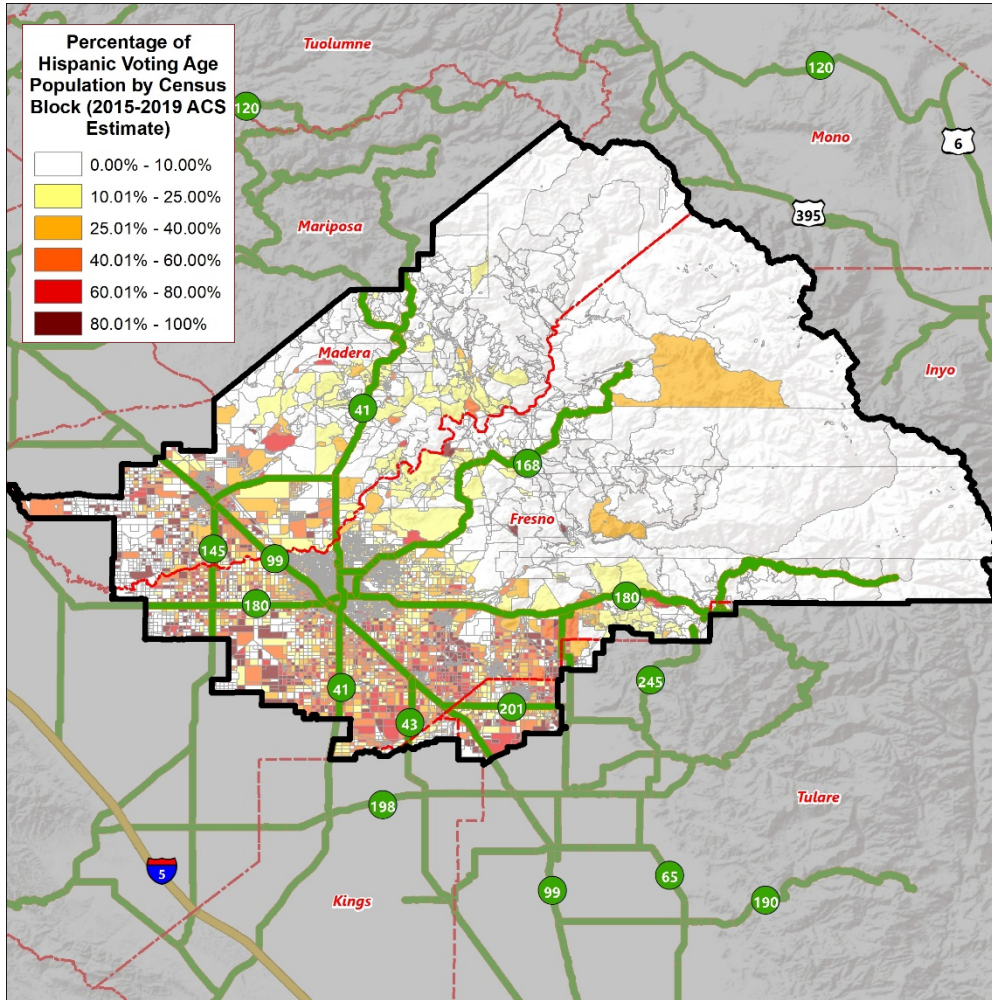 Percentage of
Hispanic Voting Age
Population by Census
Block (2015-2019 ACS
Estimate)
0.00% - 10.00%
10.01% - 25.00%
25.01% - 40.00%
40.01% - 60.00%
60.01% - 80.00%
80.01% - 100%
Tuolumne
120
120
Mono
6
395
Mariposa
Madera
Inyo
41
168
Fresno
145
99
180
180
41
245
201
43
Tulare
198
5
65
99
190
Kings